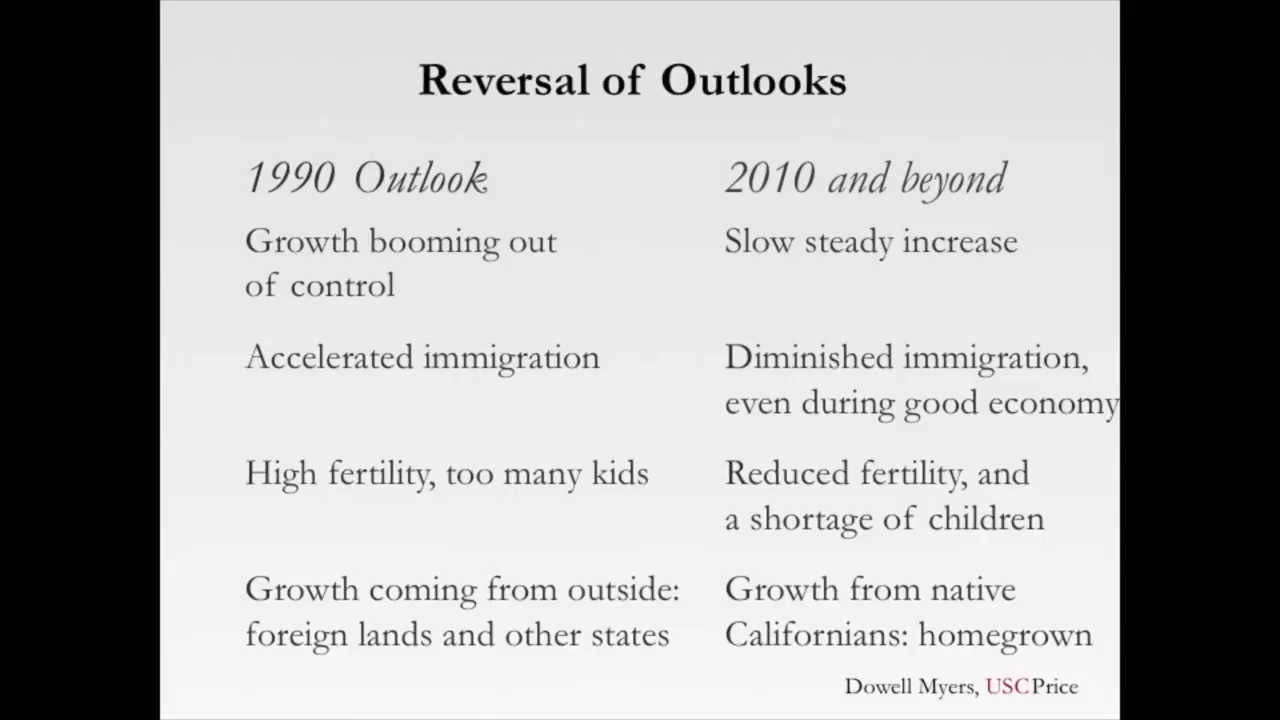 Reversal of Outlooks
1990 Outlook
Growth booming out
of control
Accelerated immigration
High fertility, too many kids
Growth coming from outside:
foreign lands and other states
2010 and beyond
Slow steady increase
Diminished immigration,
even during good economy
Reduced fertility, and
a shortage of children
Growth from native
Californians: homegrown
Dowell Myers, USC Price